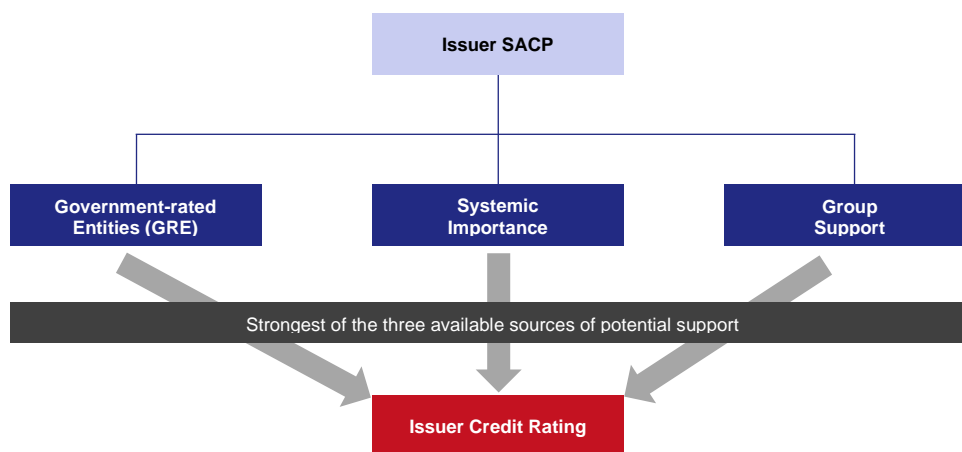 Issuer SACP
Government-rated
Entities (GRE)
Systemic
Importance
Group
Support
Strongest of the three available sources of potential support
Issuer Credit Rating